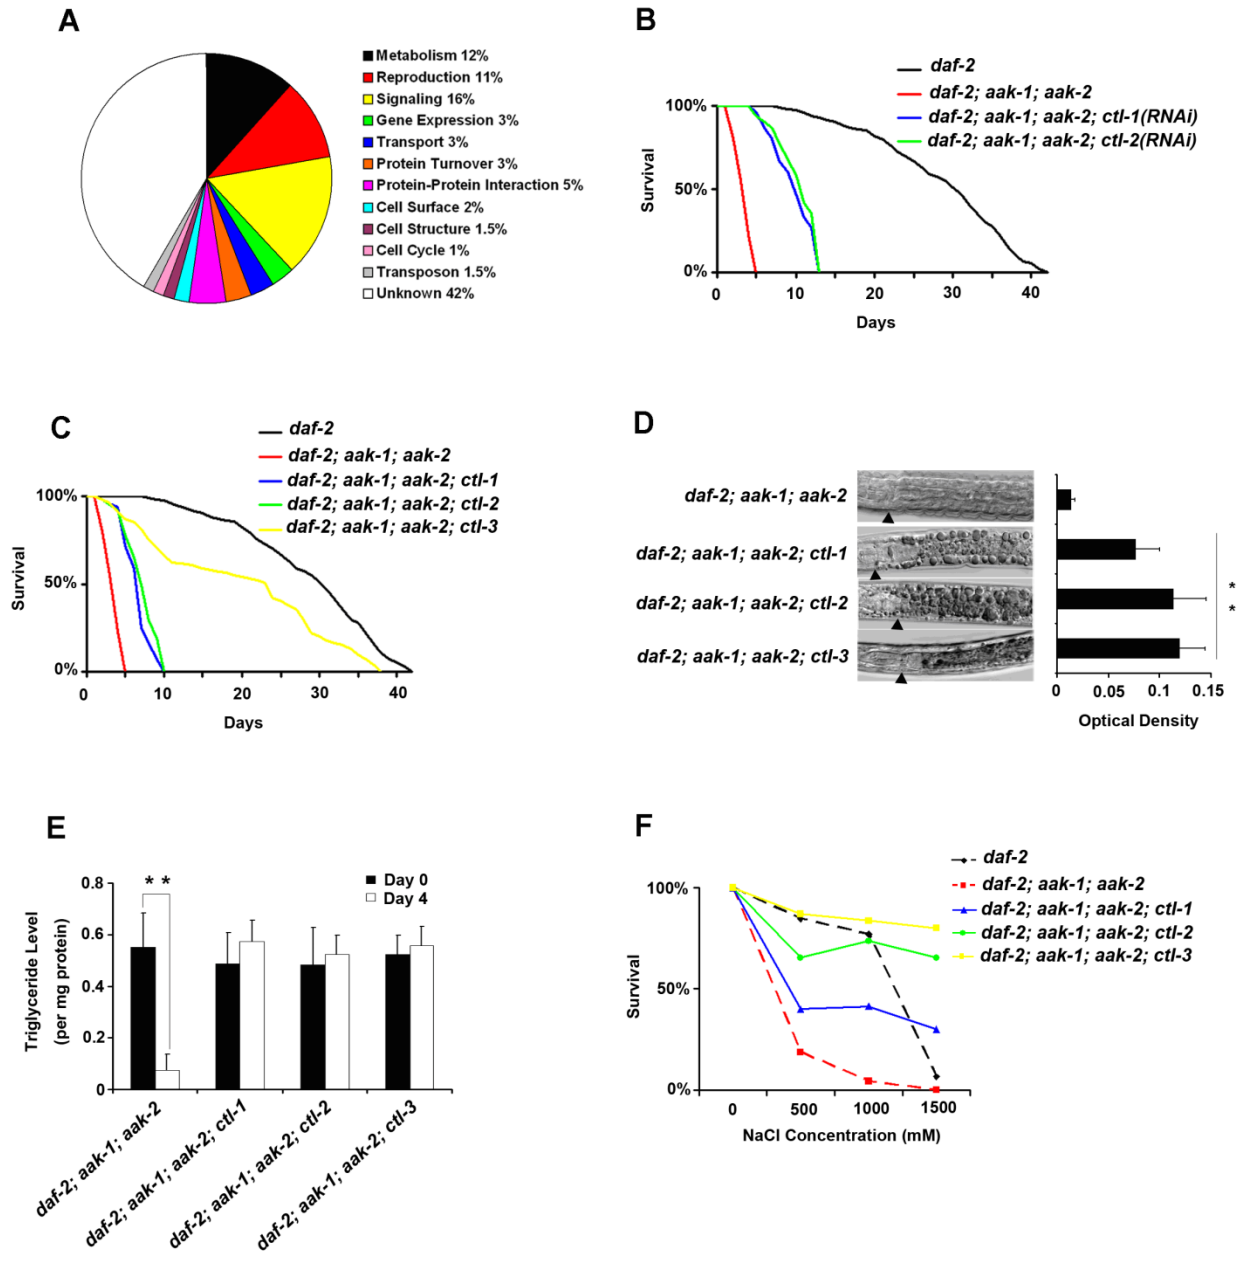 A
Metabolism 12%
Reproduction 11%
Signaling 16%
Gene Expression 3%
Transport 3%
Protein Turnover 3%
Protein-Protein Interaction 5%
Cell Surface 2%
Cell Structure 1.5%
Cell Cycle 1%
Transposon 1.5%
Unknown 42%
B
daf-2
daf-2; aak-1; aak-2
daf-2; aak-1; aak-2; ctl-1(RNAi)
daf-2; aak-1; aak-2; ctl-2(RNAi)
100%
50%
0%
Survival
0 10 20 30 40
Days
C
daf-2
daf-2; aak-1; aak-2
daf-2; aak-1; aak-2; ctl-1
daf-2; aak-1; aak-2; ctl-2
daf-2; aak-1; aak-2; ctl-3
100%
50%
0%
Survival
0 10 20 30 40
Days
D
daf-2; aak-1; aak-2
daf-2; aak-1; aak-2; ctl-1
daf-2; aak-1; aak-2; ctl-2
daf-2; aak-1; aak-2; ctl-3
*
*
0 0.05 0.1 0.15
Optical Density
E
* *
Day 0
Day 4
0.8
0.6
0.4
0.2
0
Triglyceride Level
(per mg protein)
daf-2; aak-1; aak-2
daf-2; aak-1; aak-2; ctl-1
daf-2; aak-1; aak-2; ctl-2
daf-2; aak-1; aak-2; ctl-3
F
daf-2
daf-2; aak-1; aak-2
daf-2; aak-1; aak-2; ctl-1
daf-2; aak-1; aak-2; ctl-2
daf-2; aak-1; aak-2; ctl-3
100%
50%
0%
Survival
0 500 1000 1500
NaCl Concentration (mM)